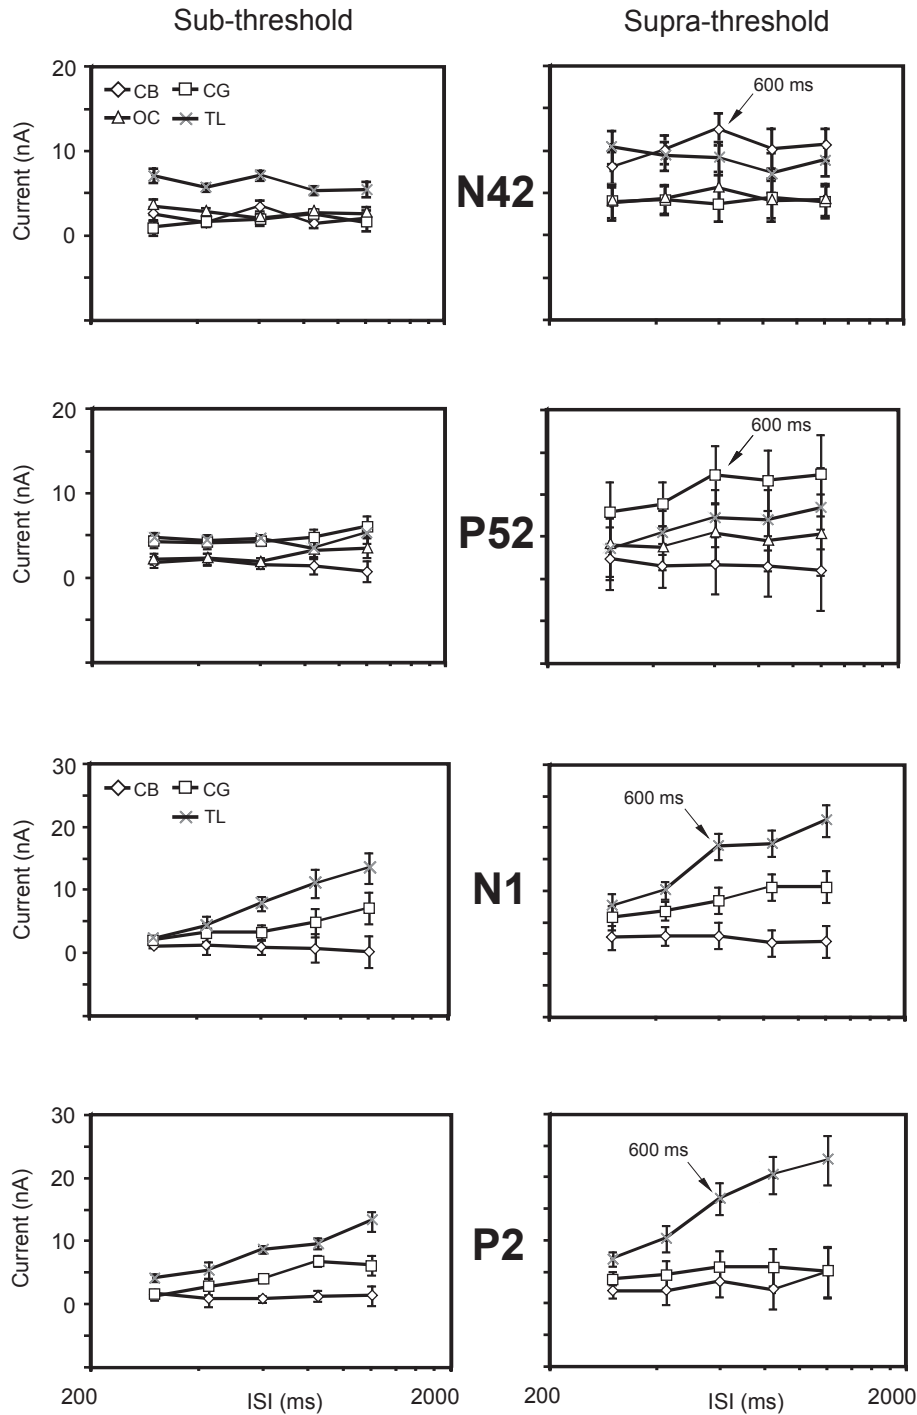 Sub-threshold
Supra-threshold
20
10
0
Current (nA)
CB
CG
OC
TL
N42
600 ms
20
10
0
Current (nA)
P52
600 ms
30
20
10
0
Current (nA)
CB
CG
TL
N1
600 ms
30
20
10
0
Current (nA)
P2
600 ms
200
ISI (ms)
2000
200
ISI (ms)
2000